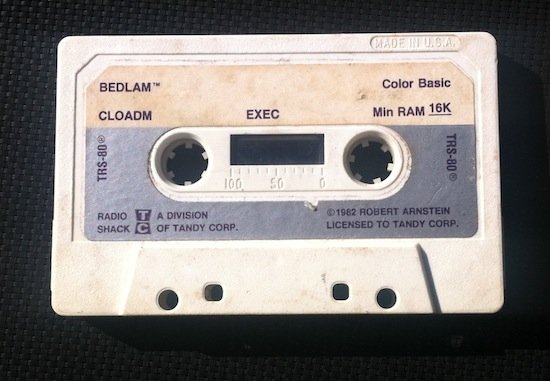 MADE IN U.S.A.
BEDLAM™ Color Basic
CLOADM EXEC Min RAM 16K
TRS-80®
TRS-80®
100 50 0
RADIO SHACK
TC
A DIVISION OF TANDY CORP.
©1982 ROBERT ARNSTEIN
LICENSED TO TANDY CORP.